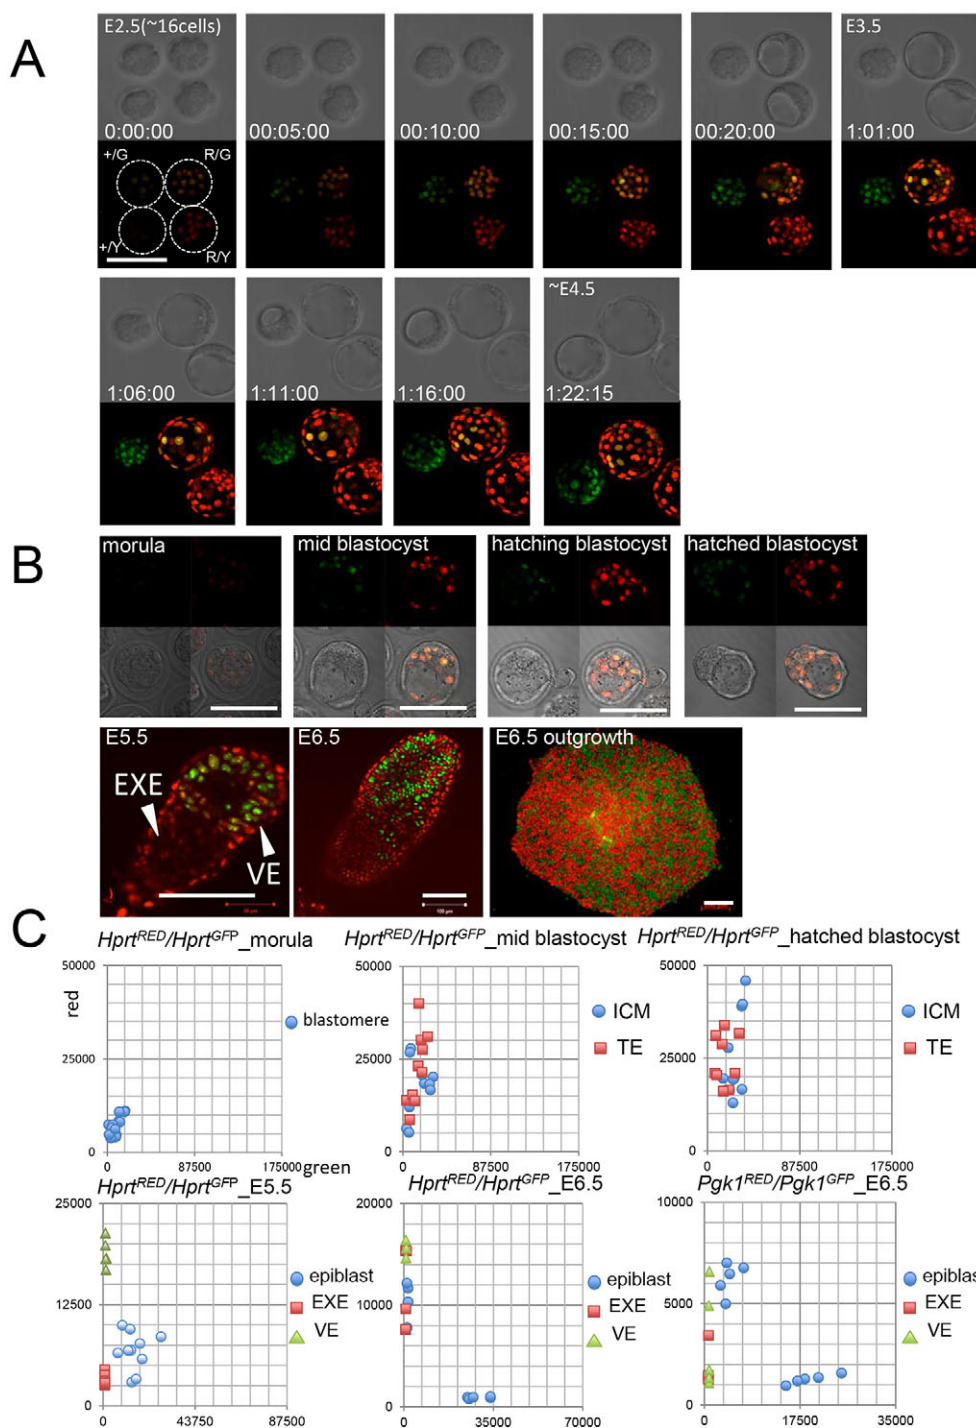 A
E2.5(~16cells)
E3.5
0:00:00
00:05:00
00:10:00
00:15:00
00:20:00
1:01:00
+/G
R/G
+/Y
R/Y
~E4.5
1:06:00
1:11:00
1:16:00
1:22:15
B
morula
mid blastocyst
hatching blastocyst
hatched blastocyst
E5.5
E6.5
E6.5 outgrowth
EXE
VE
100 μm
C
HprtRED/HprtGFP_morula
HprtRED/HprtGFP_mid blastocyst
HprtRED/HprtGFP_hatched blastocyst
50000
50000
50000
red
blastomere
ICM
ICM
TE
TE
25000
25000
25000
0
0
0
0
87500
175000
0
87500
175000
0
87500
175000
green
HprtRED/HprtGFP_E5.5
HprtRED/HprtGFP_E6.5
Pgk1RED/Pgk1GFP_E6.5
25000
20000
10000
epiblast
epiblast
epiblast
EXE
EXE
EXE
VE
VE
VE
12500
10000
5000
0
0
0
0
43750
87500
0
35000
70000
0
17500
35000